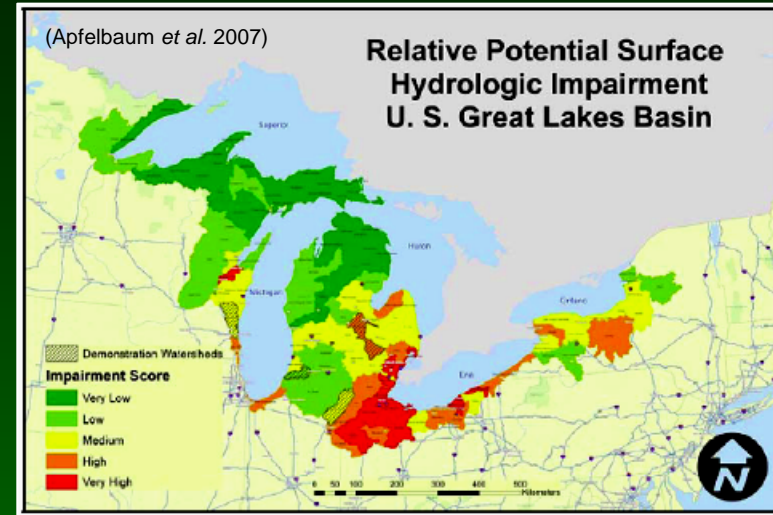 (Apfelbaum et al. 2007)
Relative Potential Surface
Hydrologic Impairment
U. S. Great Lakes Basin
Superior
Huron
Michigan
Ontario
Erie
Demonstration Watersheds
Impairment Score
Very Low
Low
Medium
High
Very High
0 50 100 200 300 400 500
Kilometers
N